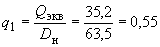 q₁ = Qэкв./Dн = 35,2/63,5 = 0,55